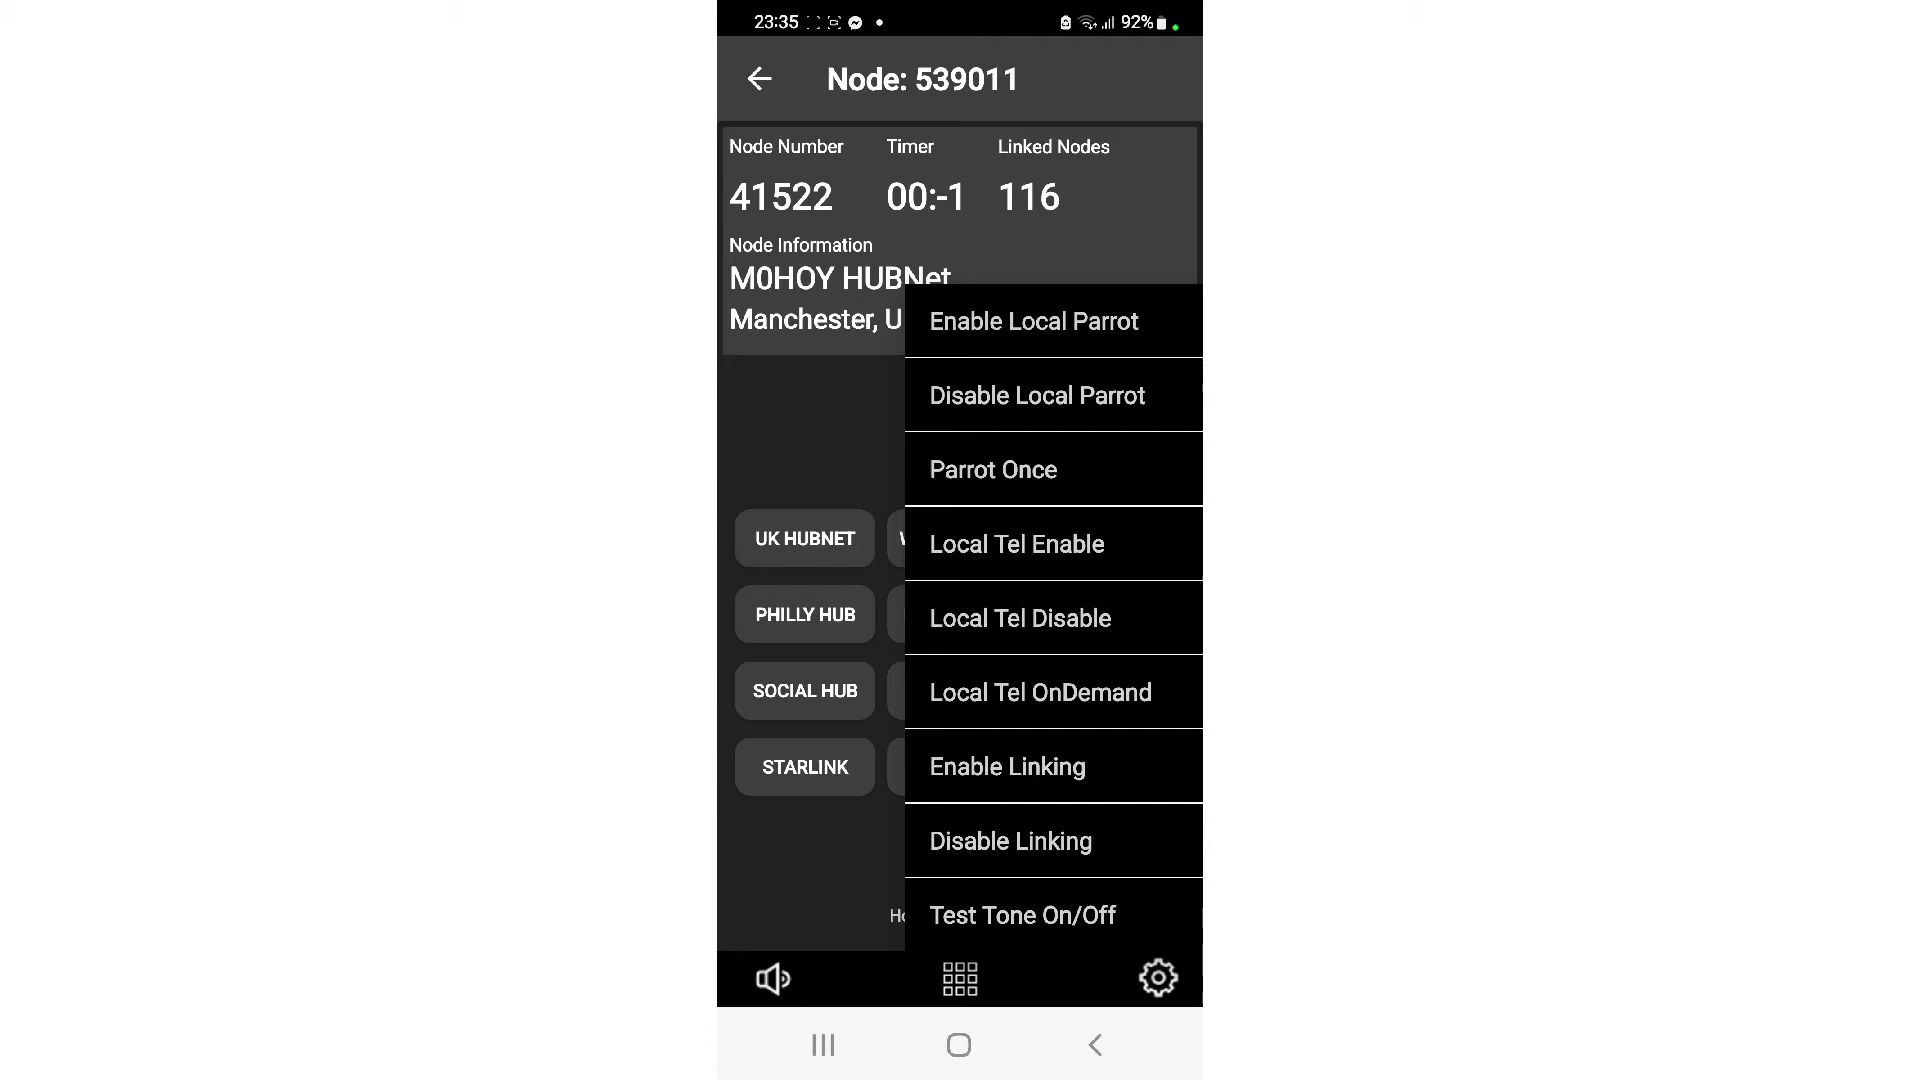 23:35
92%
Node: 539011
Node Number Timer Linked Nodes
41522 00:-1 116
Node Information
M0HOY HUBNet
Manchester, U
Enable Local Parrot
Disable Local Parrot
Parrot Once
Local Tel Enable
Local Tel Disable
Local Tel OnDemand
Enable Linking
Disable Linking
Test Tone On/Off
UK HUBNET
PHILLY HUB
SOCIAL HUB
STARLINK